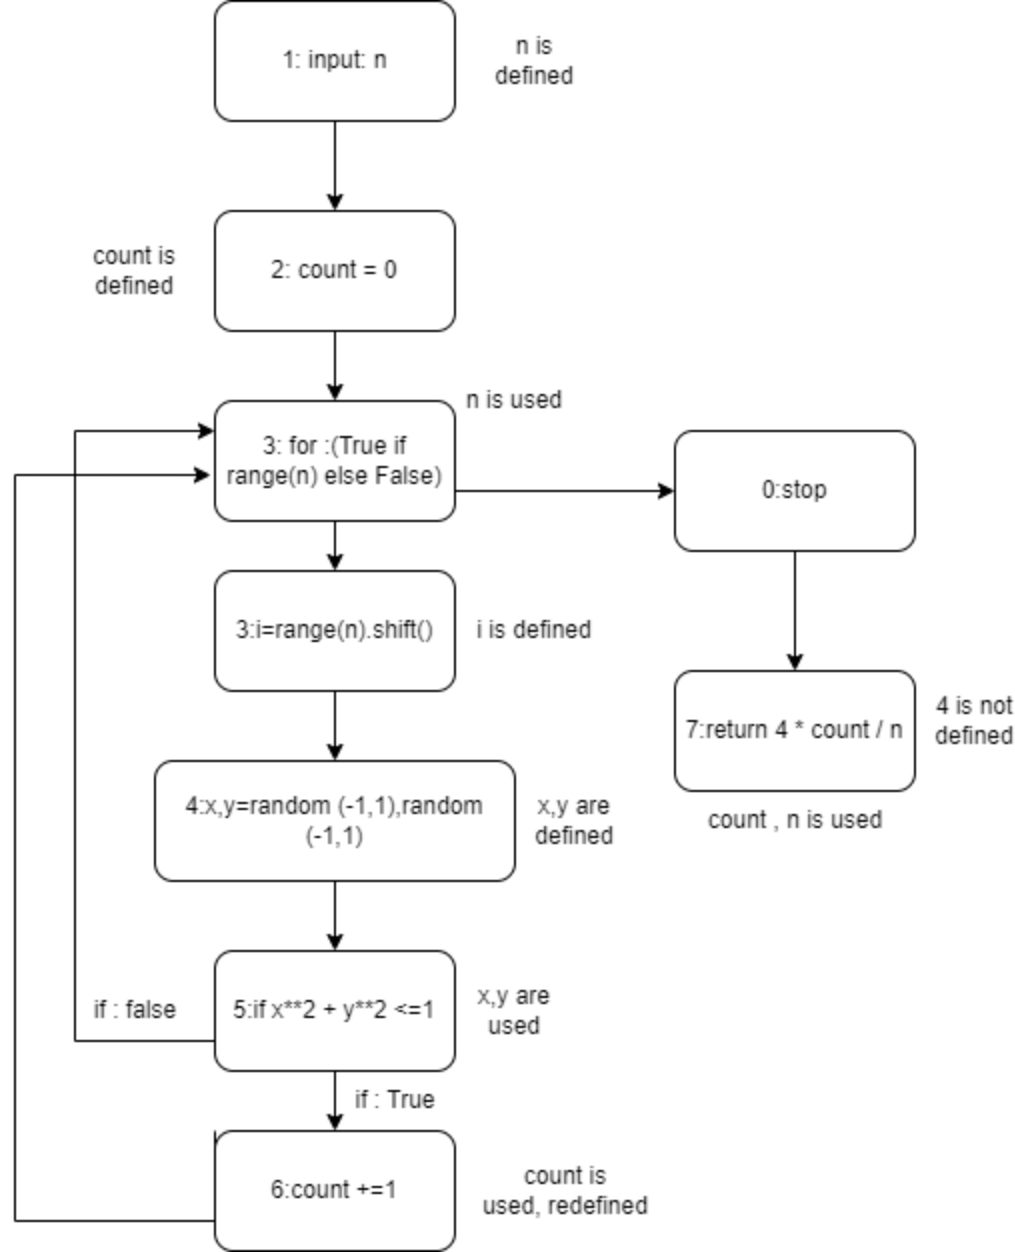 1: input: n
n is
defined
count is
defined
2: count = 0
n is used
3: for :(True if
range(n) else False)
0:stop
3:i=range(n).shift()
i is defined
7:return 4 * count / n
4 is not
defined
count , n is used
4:x,y=random (-1,1),random
(-1,1)
x,y are
defined
if : false
5:if x**2 + y**2 <=1
x,y are
used
if : True
6:count +=1
count is
used, redefined